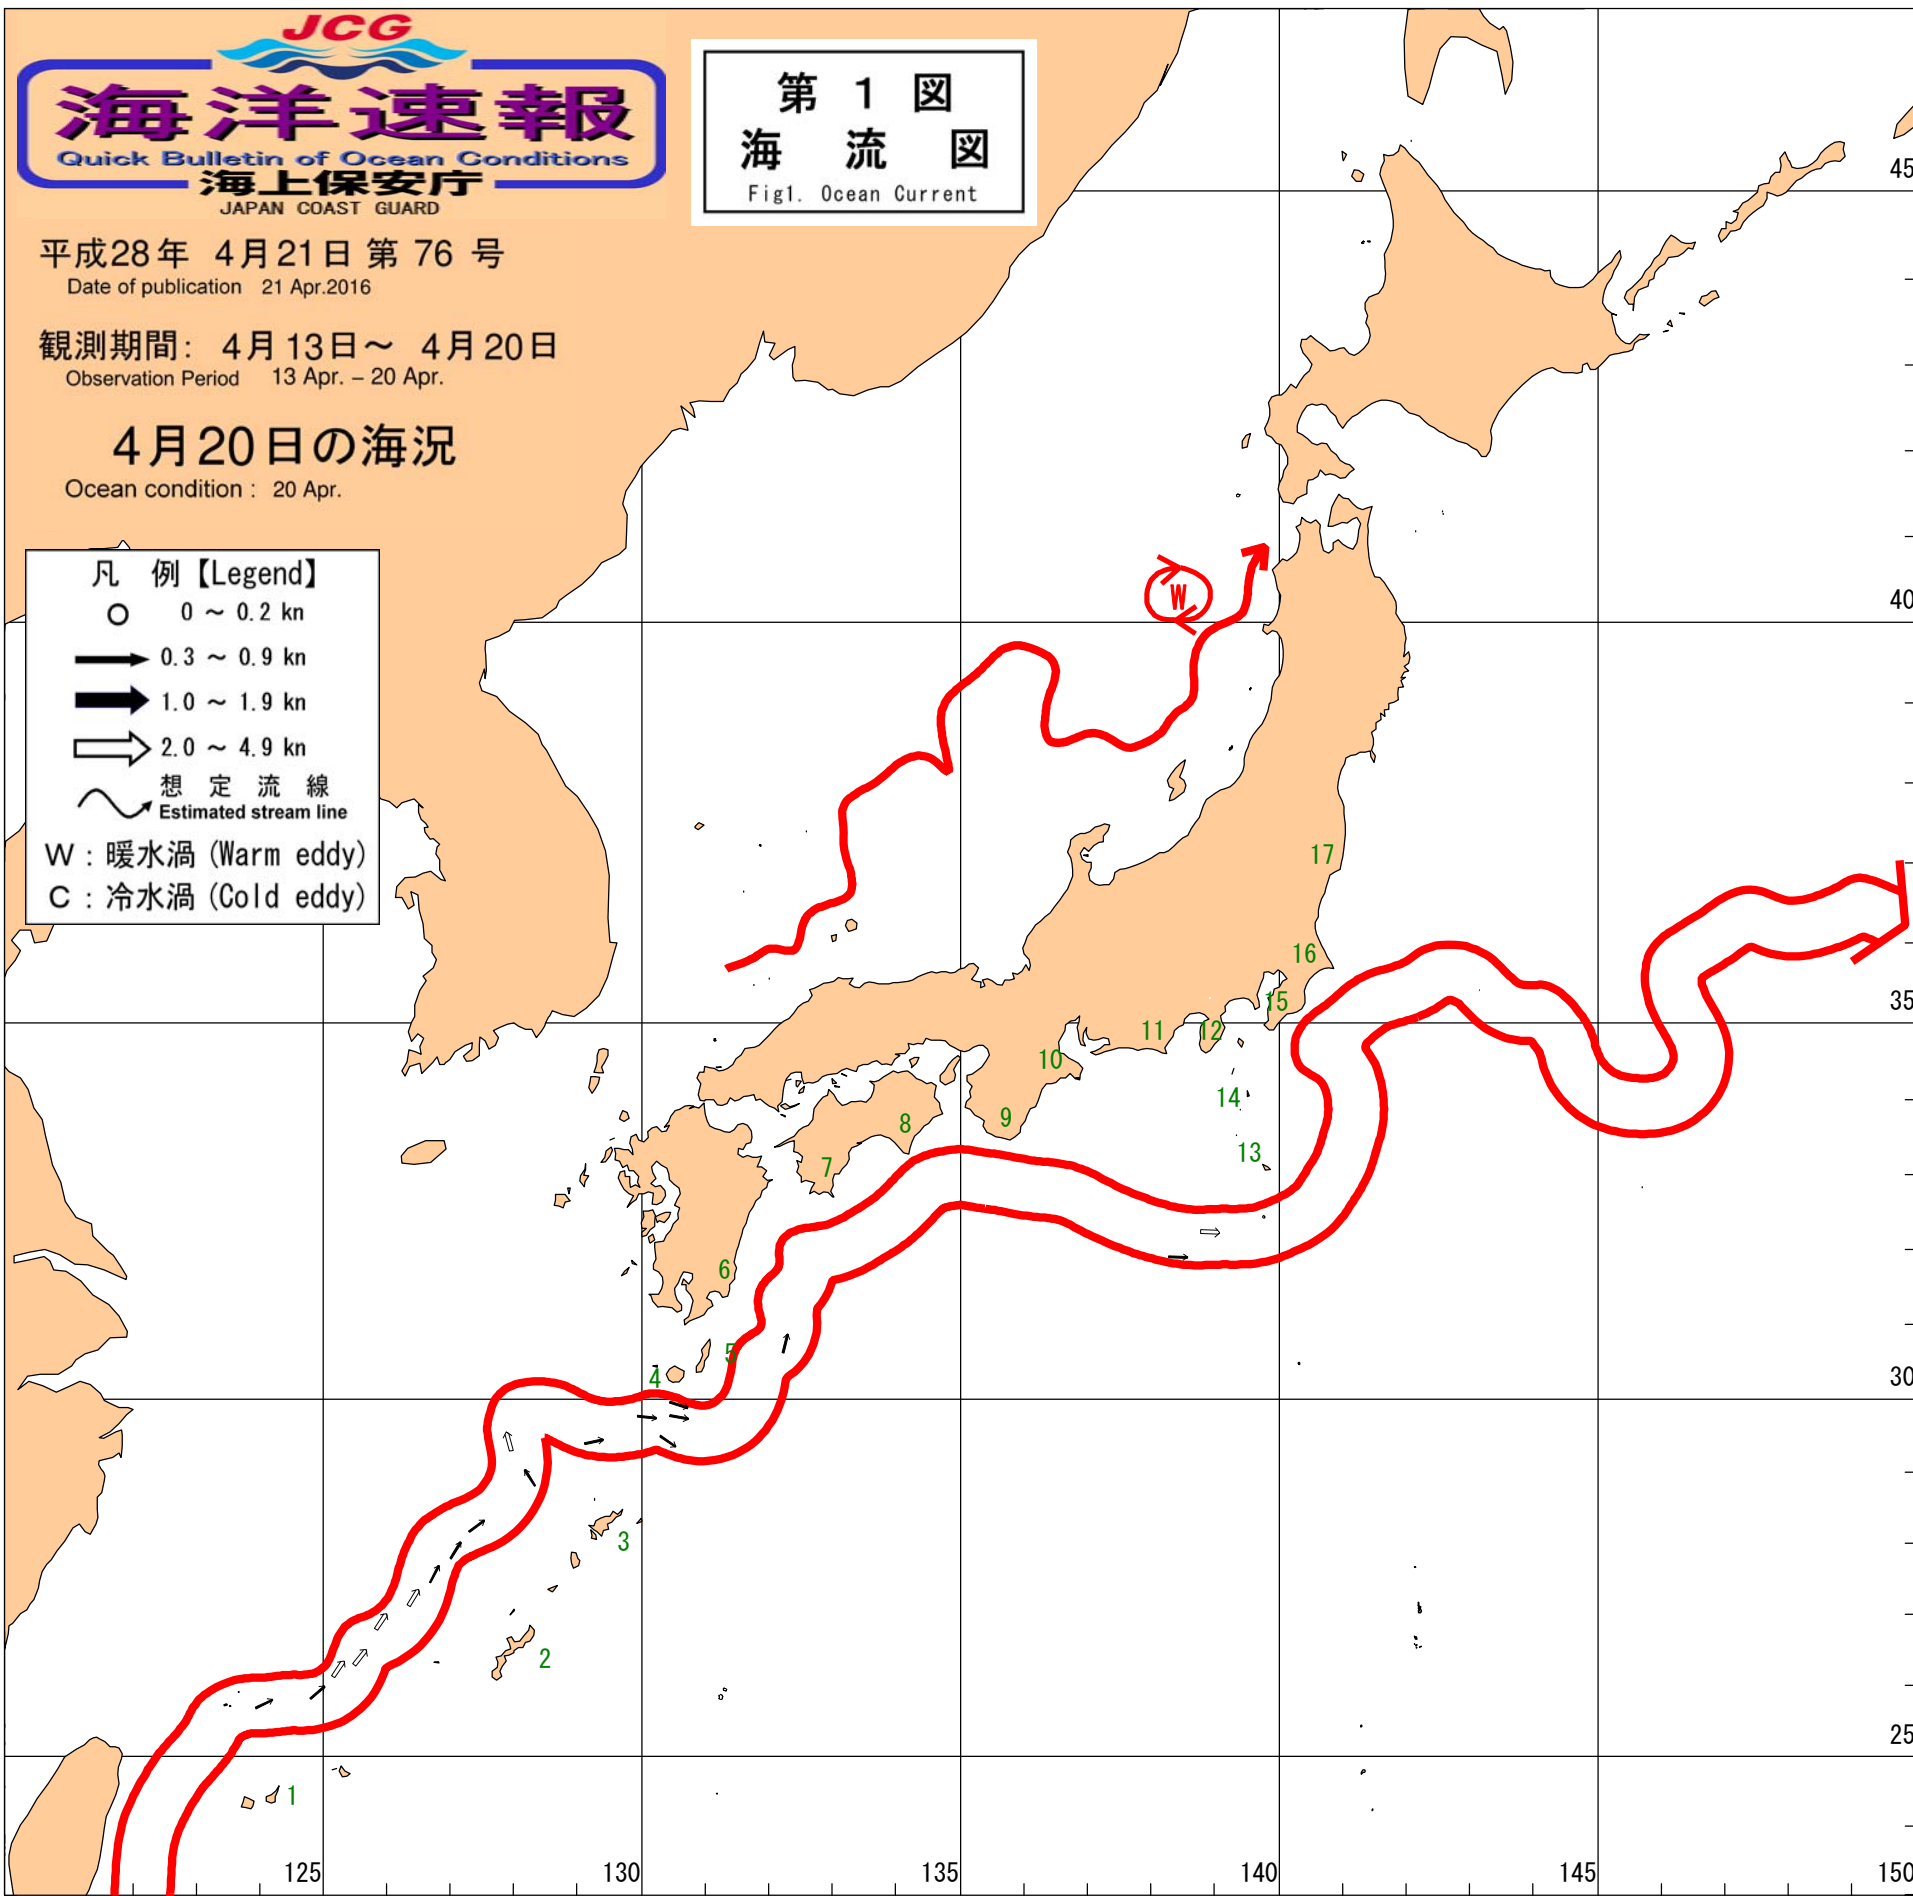 JCG
海洋速報
Quick Bulletin of Ocean Conditions
海上保安庁
JAPAN COAST GUARD
第 1 図
海 流 図
Fig1. Ocean Current
平成28年 4月21日 第 76 号
Date of publication 21 Apr.2016
観測期間: 4月13日～ 4月20日
Observation Period 13 Apr. – 20 Apr.
4月20日の海況
Ocean condition : 20 Apr.
凡 例【Legend】
0 ～ 0.2 kn
0.3 ～ 0.9 kn
1.0 ～ 1.9 kn
2.0 ～ 4.9 kn
想 定 流 線
Estimated stream line
W : 暖水渦 (Warm eddy)
C : 冷水渦 (Cold eddy)
45
W
40
17
16
35
15
12
11
10
14
9
8
13
7
6
5
4
30
3
2
25
1
125
130
135
140
145
150